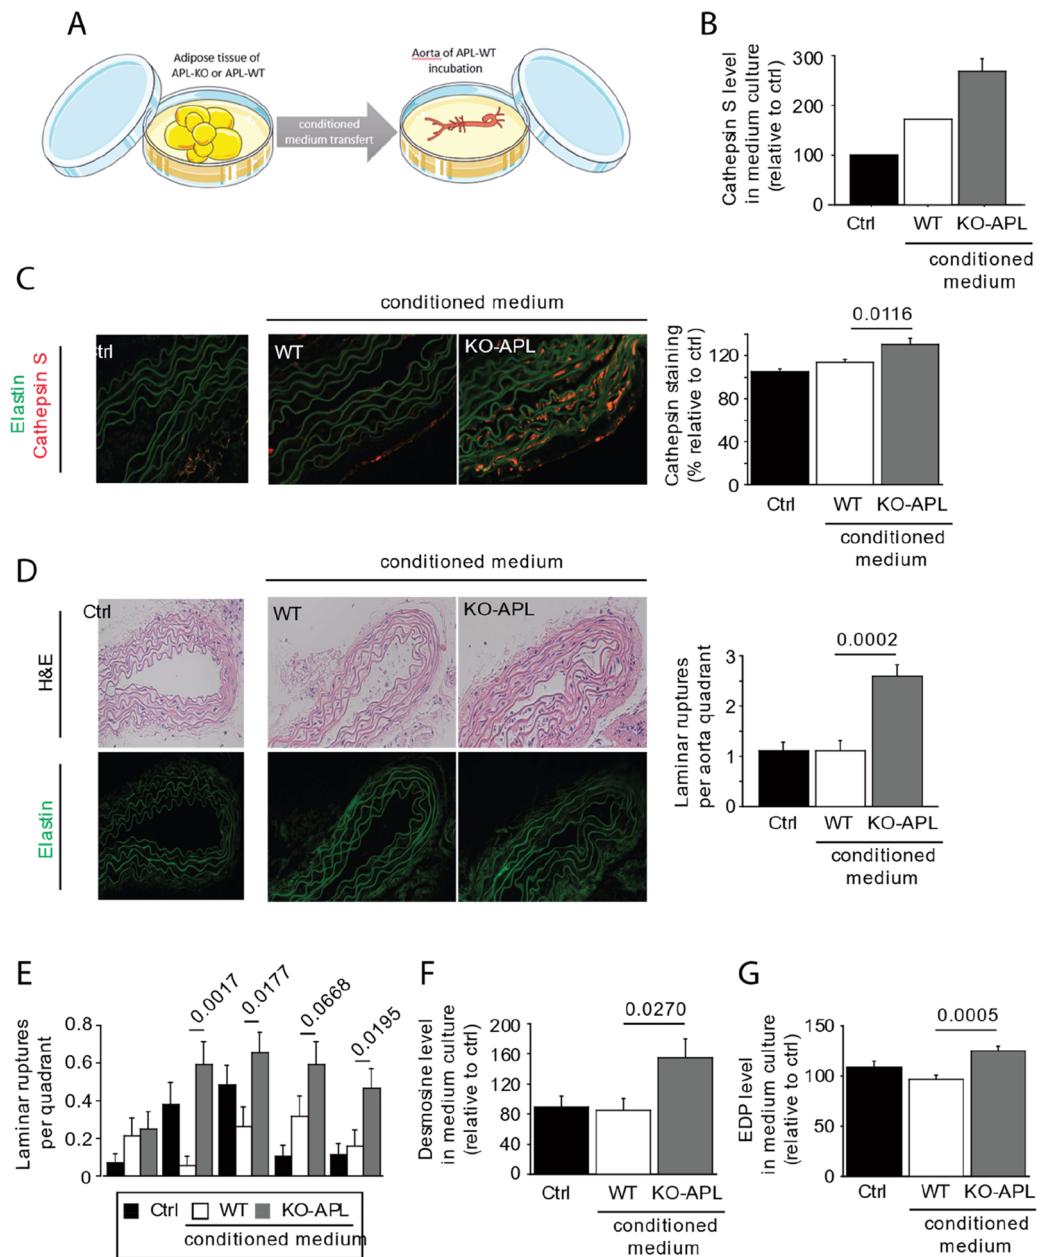 A
Adipose tissue of
APL-KO or APL-WT
conditioned
medium transfert
Aorta of APL-WT
incubation
B
Cathepsin S level
in medium culture
(relative to ctrl)
300
200
100
0
Ctrl
WT
KO-APL
conditioned
medium
C
conditioned medium
Elastin
Cathepsin S
trl
WT
KO-APL
Cathepsin staining
(% relative to ctrl)
0.0116
120
80
40
0
Ctrl
WT
KO-APL
conditioned
medium
D
conditioned medium
H&E
Elastin
Ctrl
WT
KO-APL
Laminar ruptures
per aorta quadrant
0.0002
3
2
1
0
Ctrl
WT
KO-APL
conditioned
medium
E
Laminar ruptures
per quadrant
0.0017
0.0177
0.0668
0.0195
0.8
0.6
0.4
0.2
0
Ctrl
WT
KO-APL
conditioned medium
F
Desmosine level
in medium culture
(relative to ctrl)
0.0270
200
160
120
80
40
0
Ctrl
WT
KO-APL
conditioned
medium
G
EDP level
in medium culture
(relative to ctrl)
0.0005
150
100
50
0
Ctrl
WT
KO-APL
conditioned
medium